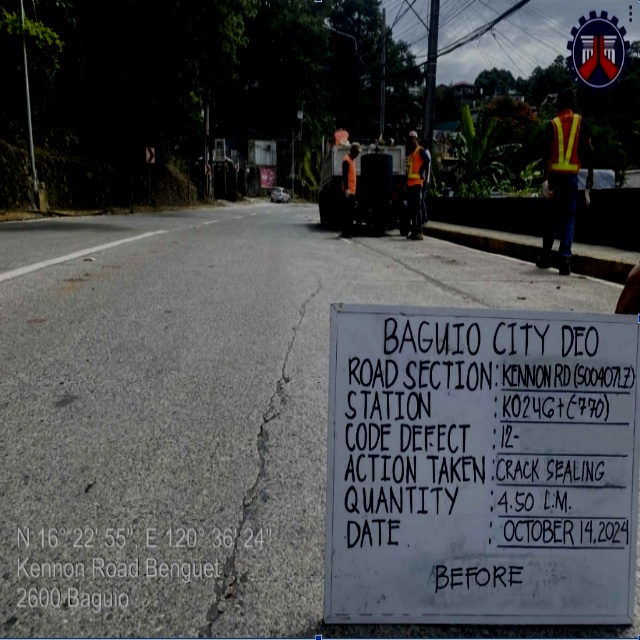 BAGUIO CITY DEO
ROAD SECTION: KENNON RD (S00407LZ)
STATION : K0246+(-770)
CODE DEFECT : 12-
ACTION TAKEN: CRACK SEALING
QUANTITY : 4.50 L.M.
DATE : OCTOBER 14, 2024
BEFORE
N 16° 22' 55" E 120° 36' 24"
Kennon Road Benguet
2600 Baguio